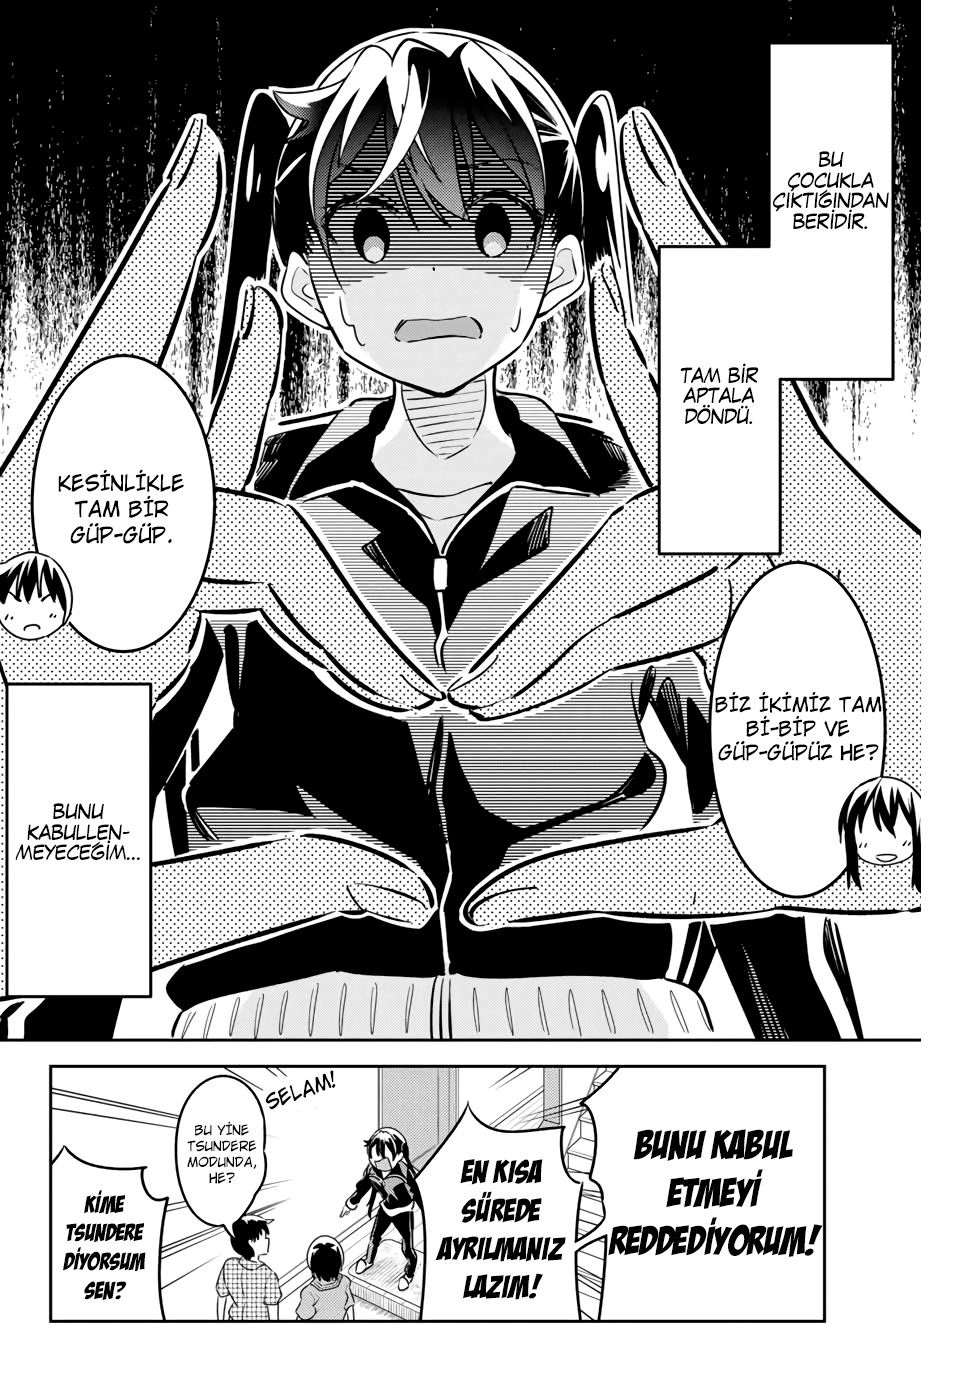 BU
ÇOCUKLA
ÇIKTIĞINDAN
BERİDİR.
TAM BİR
APTALA
DÖNDÜ.
BİZ İKİMİZ TAM
Bİ-BİP VE
GÜP-GÜPÜZ HE?
KESİNLİKLE
TAM BİR
GÜP-GÜP.
BUNU
KABULLEN-
MEYECEĞİM...
BUNU KABUL
ETMEYİ
REDDEDİYORUM!
EN KISA
SÜREDE
AYRILMANIZ
LAZIM!
SELAM!
BU YİNE
TSUNDERE
MODUNDA,
HE?
KİME
TSUNDERE
DİYORSUM
SEN?